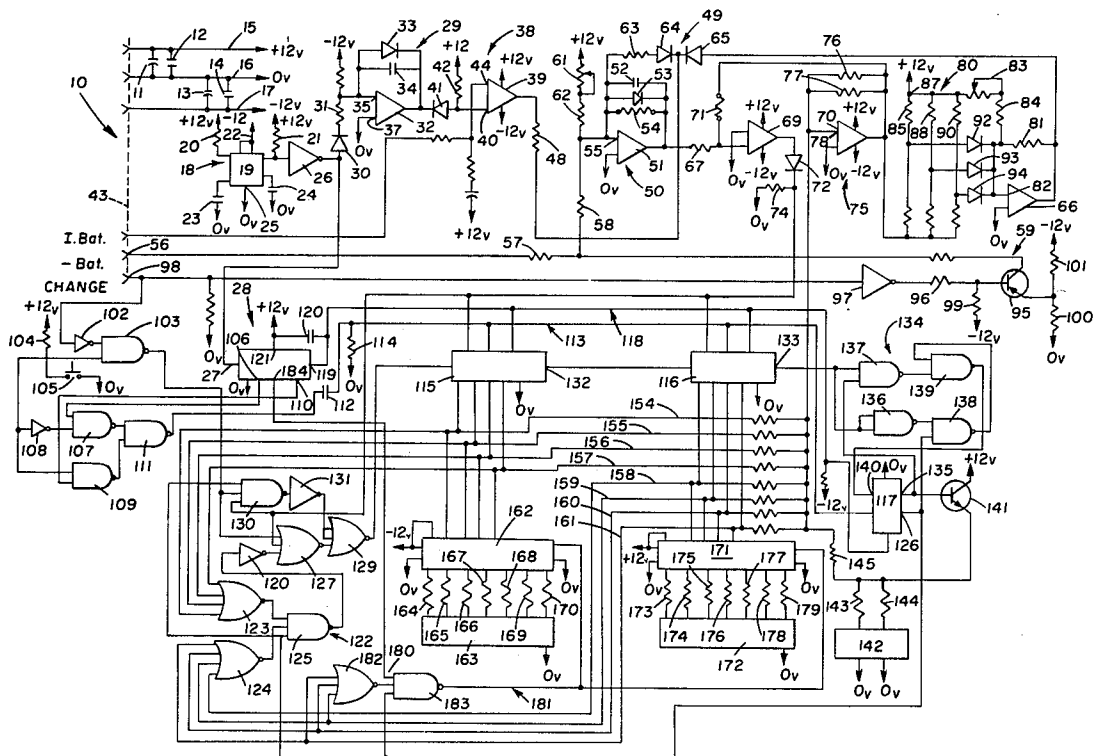 12 15 +12v
11 16 0v
10 13 14 17 -12
+12v -12v +12v
20 22 21
18 19 26
23 25 24
0v 0v 0v
43
-12v 33 29
31 34 35 32
30 37 0v
+12 38
42 44 +12v 39
41 40 -12v
48
+12v
63 64 49 65
61 52 53
62 54
55 51
0v 50
58
67 71
+12v 69
0v -12v
72
0v 74
76
77
70 +12v
78 -12v
0v 75
+12v 80 83
87 84
85 88 90 92 81
93
94 82
0v 66
I. Bat.
56
- Bat.
98
CHANGE
57
59 -12v
101
97 96 99 95
-12v 100
0v
+12v 102 103
104
105 0v
0v
28 +12v 120
106 121
27 184 119
0v 110
112
114 0v
113 118
115 132
0v
116 133
0v
134
137 139
136 138
+12v
140 0v 135
117 141
126
-12v
145
143 144
142
0v 0v
108 107 111
109
154
155
156
157
158
159
160
161
131
130
120 127 129
123
125 122
124
-12v 162
0v 0v
167 168
164 165 166 169 170
163
0v
+12v 171
0v 0v
175 177
173 174 176 178 179
172
0v
182 180
183 181